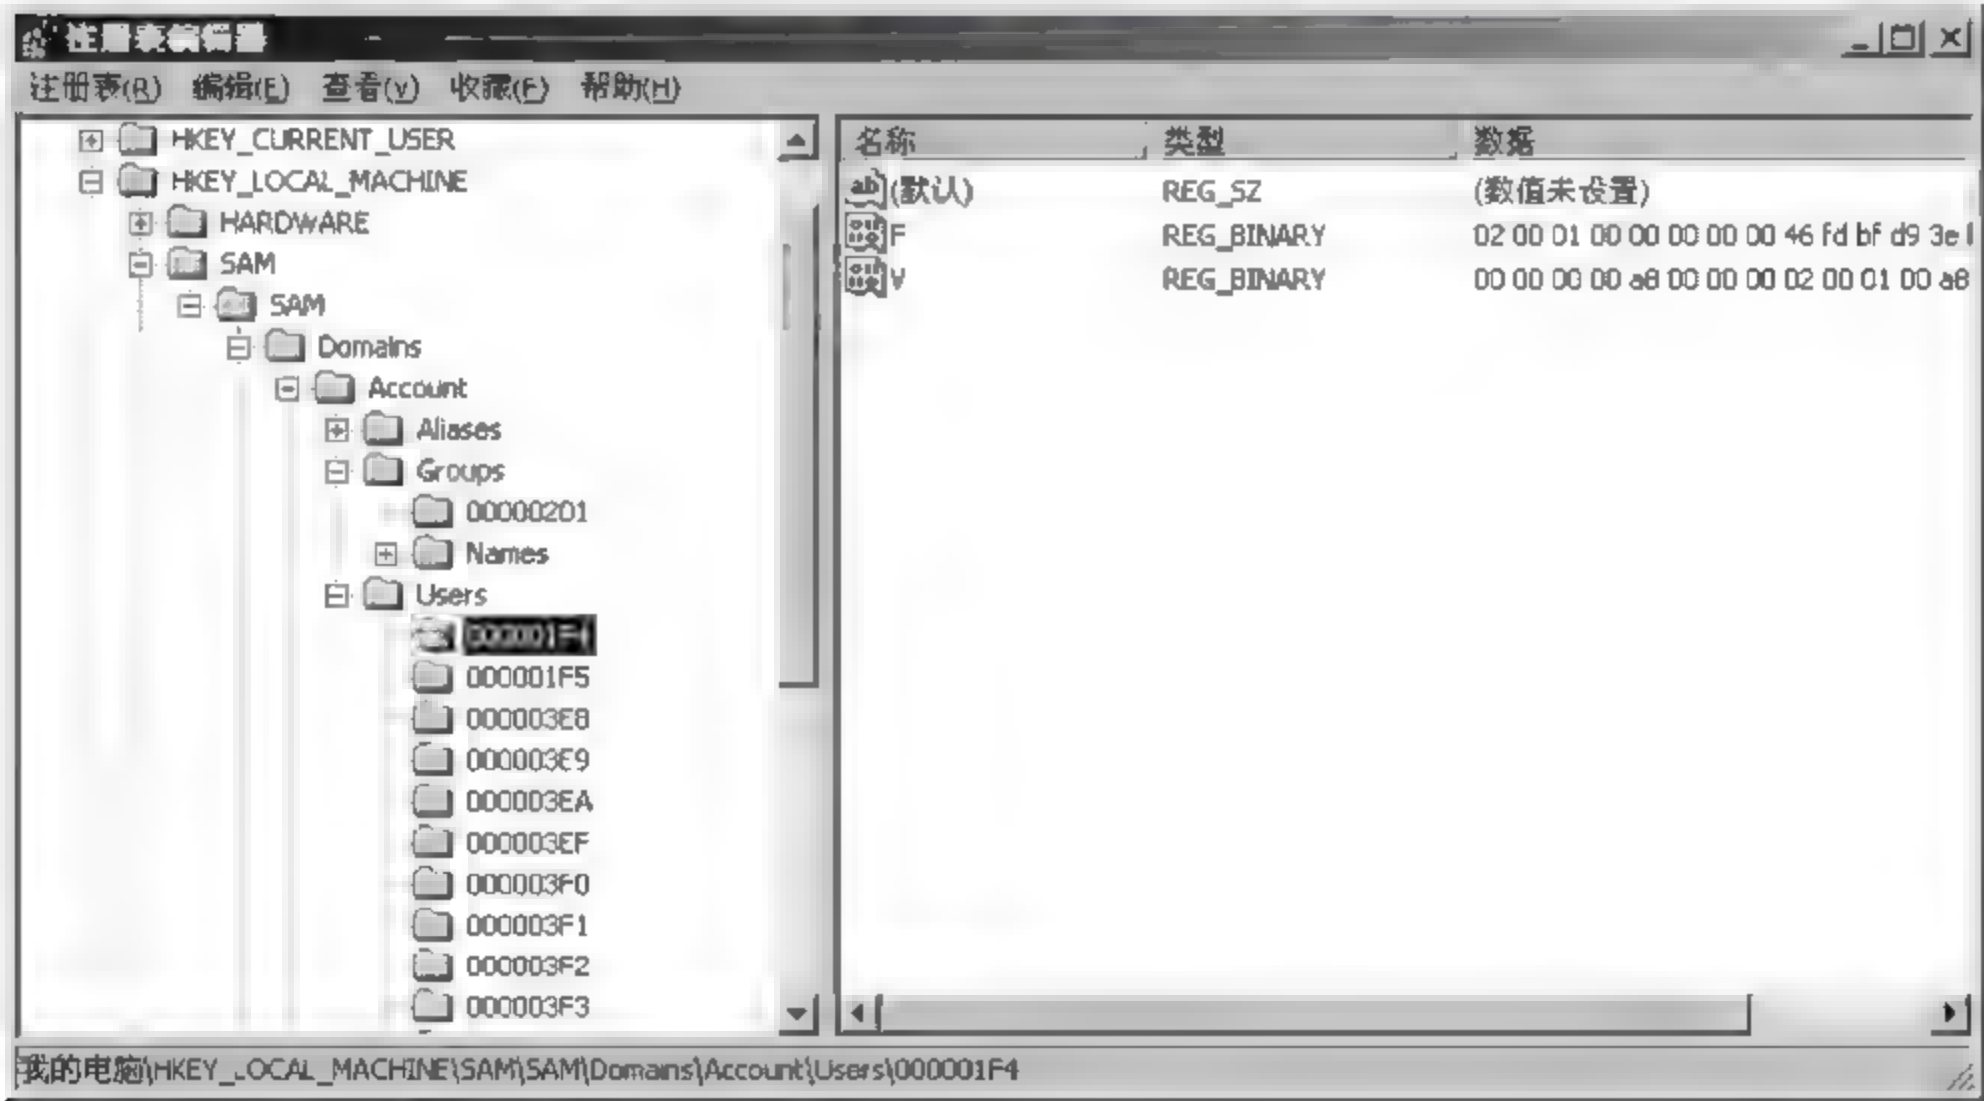 注册表编辑器
注册表(R) 编辑(E) 查看(V) 收藏(F) 帮助(H)
HKEY_CURRENT_USER
HKEY_LOCAL_MACHINE
HARDWARE
SAM
SAM
Domains
Account
Aliases
Groups
00000201
Names
Users
000001F4
000001F5
000003E8
000003E9
000003EA
000003EF
000003F0
000003F1
000003F2
000003F3
名称 类型 数据
(默认) REG_SZ (数值未设置)
F REG_BINARY 02 00 01 00 00 00 00 00 46 fd bf d9 3e
V REG_BINARY 00 00 00 00 a8 00 00 00 02 00 01 00 a8
我的电脑\HKEY_LOCAL_MACHINE\SAM\SAM\Domains\Account\Users\000001F4